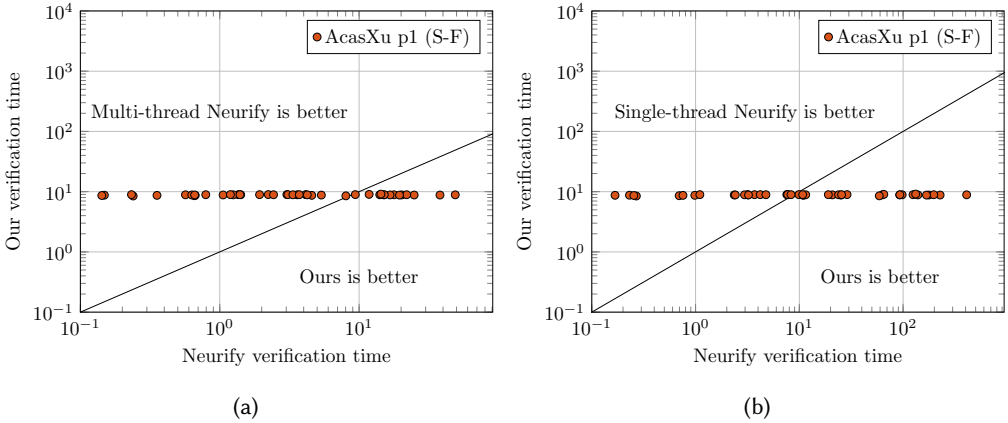 10^4
10^3
10^2
10^1
10^0
10^−1
Our verification time
AcasXu p1 (S-F)
Multi-thread Neurify is better
Ours is better
10^−1 10^0 10^1
Neurify verification time
(a)
10^4
10^3
10^2
10^1
10^0
10^−1
Our verification time
AcasXu p1 (S-F)
Single-thread Neurify is better
Ours is better
10^−1 10^0 10^1 10^2
Neurify verification time
(b)